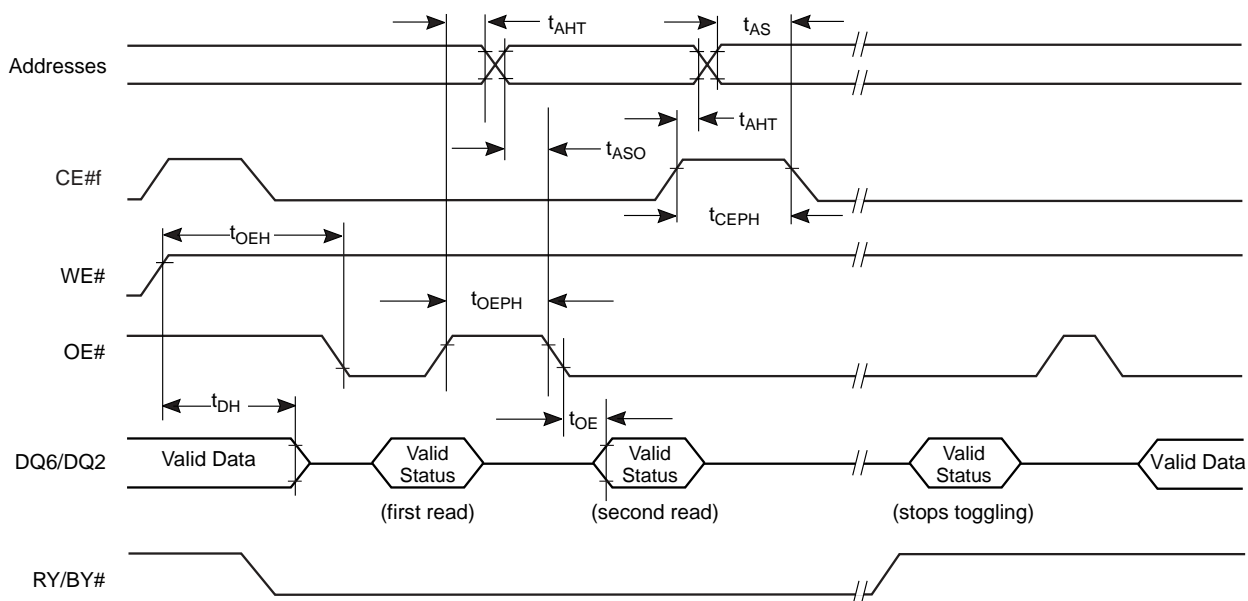 tAHT
tAS
Addresses
tAHT
tASO
CE#f
tCEPH
tOEH
WE#
tOEPH
OE#
tDH
tOE
DQ6/DQ2
Valid Data
Valid
Status
Valid
Status
Valid
Status
Valid Data
(first read)
(second read)
(stops toggling)
RY/BY#